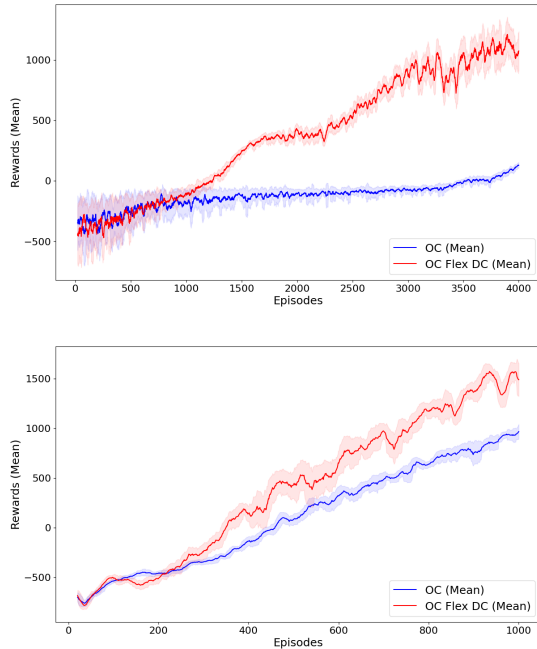 1000
500
0
−500
Rewards (Mean)
OC (Mean)
OC Flex DC (Mean)
0 500 1000 1500 2000 2500 3000 3500 4000
Episodes
1500
1000
500
0
−500
Rewards (Mean)
OC (Mean)
OC Flex DC (Mean)
0 200 400 600 800 1000
Episodes